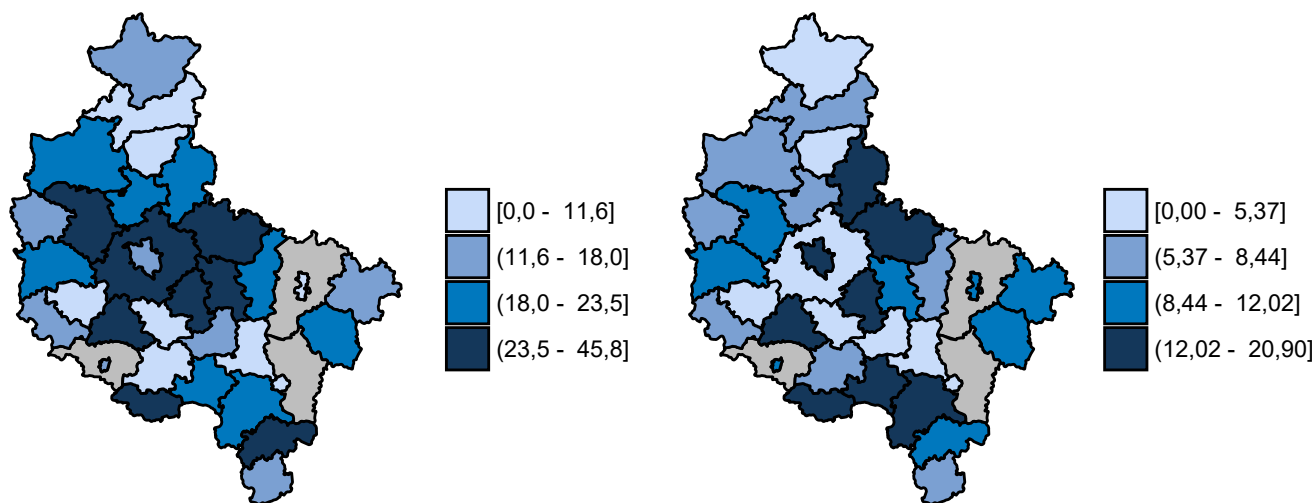 [0,0 - 11,6]
(11,6 - 18,0]
(18,0 - 23,5]
(23,5 - 45,8]
[0,00 - 5,37]
(5,37 - 8,44]
(8,44 - 12,02]
(12,02 - 20,90]